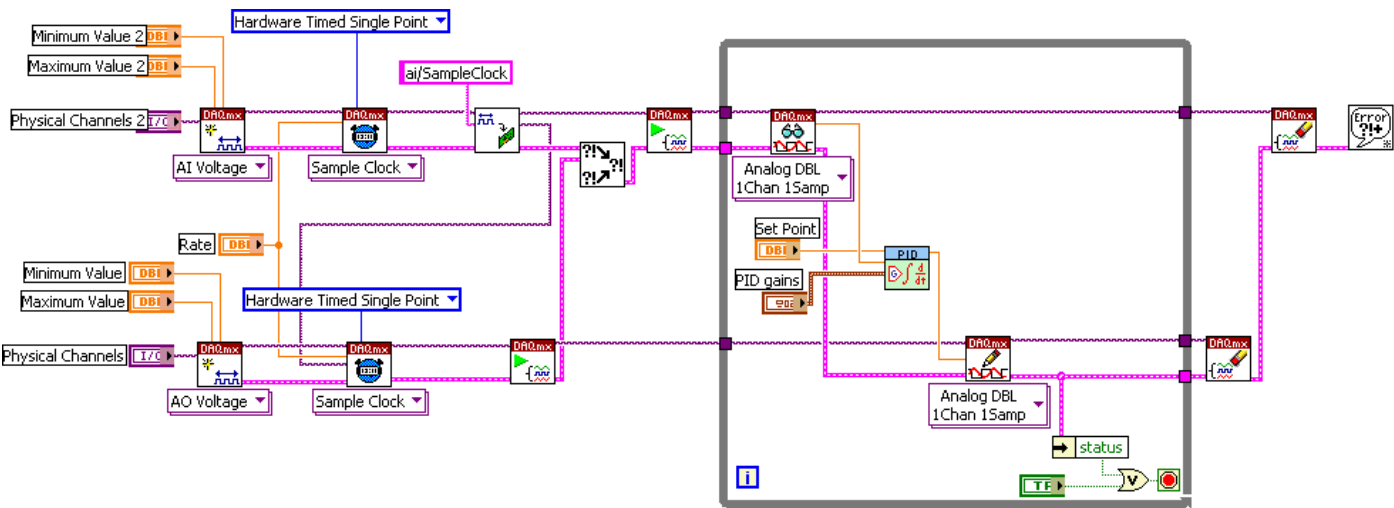 Hardware Timed Single Point
Minimum Value 2
DBl
Maximum Value 2
DBl
ai/SampleClock
Physical Channels 2
I/O
DAQmx
DAQmx
DAQmx
DAQmx
DAQmx
Error
?!+
?!
?!
?!
AI Voltage
Sample Clock
Analog DBL
1Chan 1Samp
Rate
DBl
Set Point
DBl
PID
G
PID gains
Minimum Value
DBl
Maximum Value
DBl
Hardware Timed Single Point
Physical Channels
I/O
DAQmx
DAQmx
DAQmx
DAQmx
DAQmx
AO Voltage
Sample Clock
Analog DBL
1Chan 1Samp
status
i
TF
V